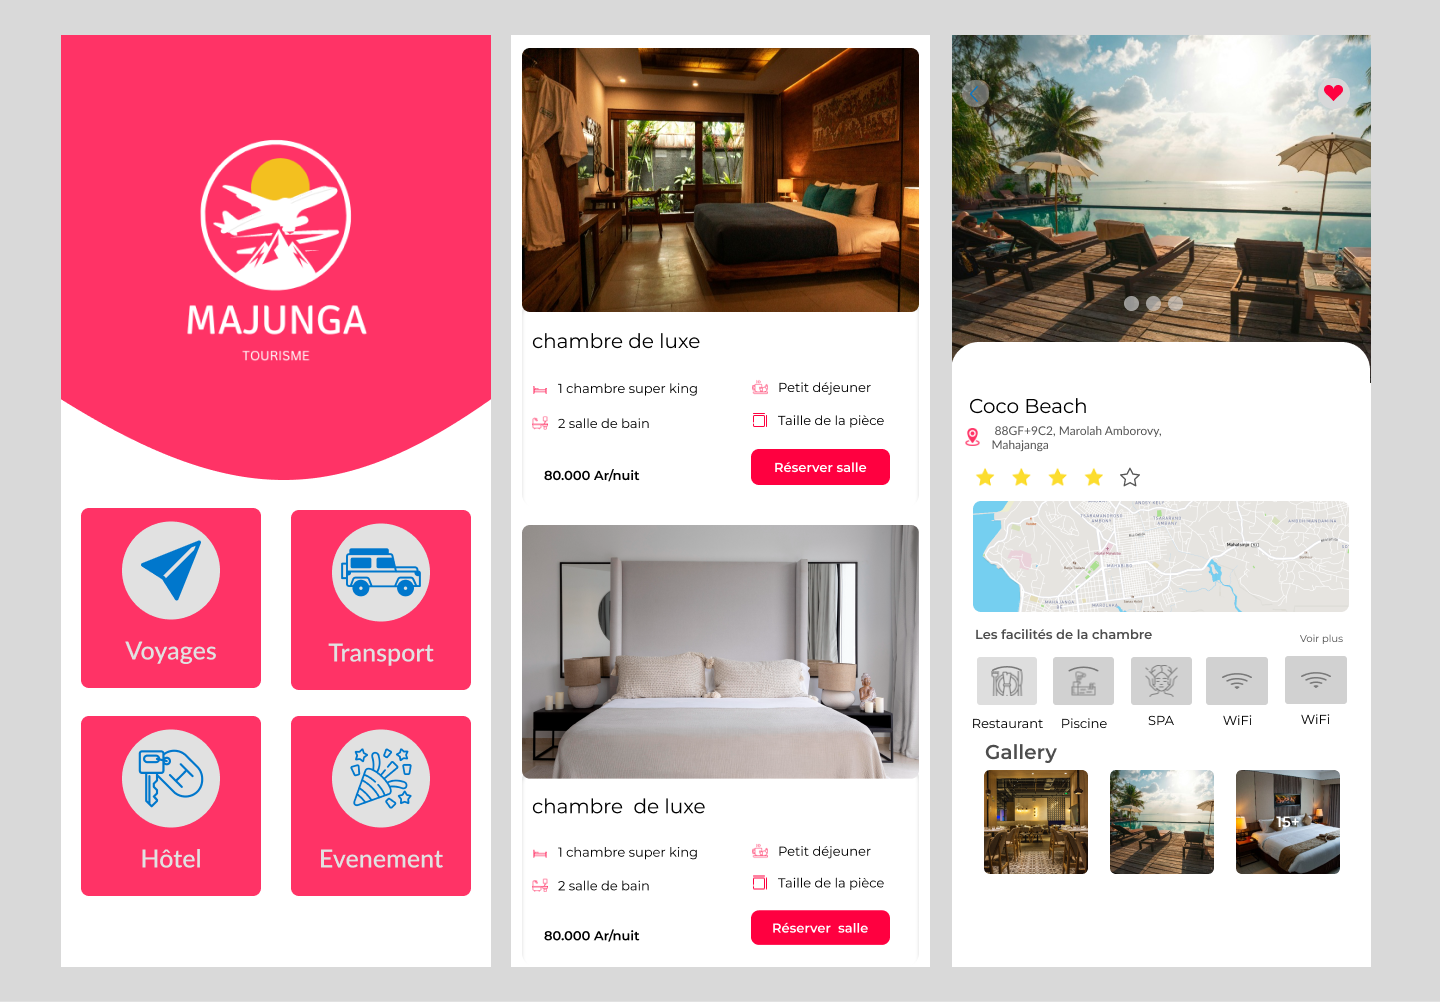 MAJUNGA
TOURISME
Voyages
Transport
Hôtel
Evenement
chambre de luxe
1 chambre super king
Petit déjeuner
2 salle de bain
Taille de la pièce
80.000 Ar/nuit
Réserver salle
chambre  de luxe
1 chambre super king
Petit déjeuner
2 salle de bain
Taille de la pièce
80.000 Ar/nuit
Réserver  salle
Coco Beach
88GF+9C2, Marolah Amborovy,
Mahajanga
Les facilités de la chambre
Voir plus
Restaurant
Piscine
SPA
WiFi
WiFi
Gallery
15+